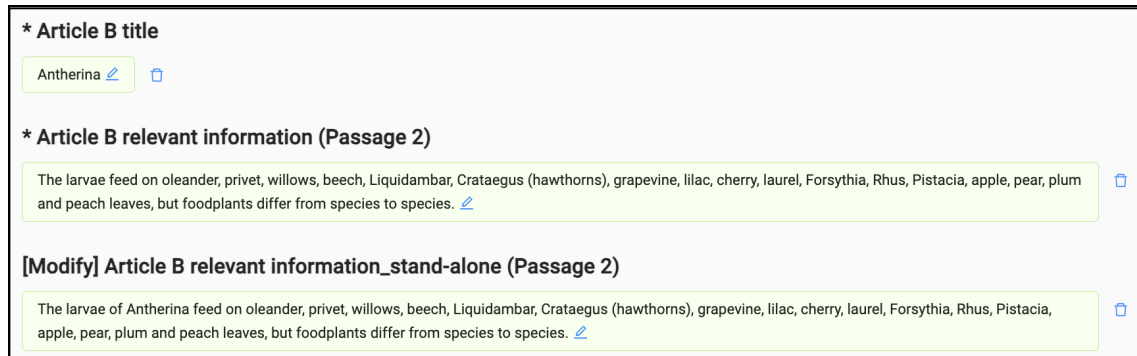 * Article B title
Antherina
* Article B relevant information (Passage 2)
The larvae feed on oleander, privet, willows, beech, Liquidambar, Crataegus (hawthorns), grapevine, lilac, cherry, laurel, Forsythia, Rhus, Pistacia, apple, pear, plum
and peach leaves, but foodplants differ from species to species.
[Modify] Article B relevant information_stand-alone (Passage 2)
The larvae of Antherina feed on oleander, privet, willows, beech, Liquidambar, Crataegus (hawthorns), grapevine, lilac, cherry, laurel, Forsythia, Rhus, Pistacia,
apple, pear, plum and peach leaves, but foodplants differ from species to species.